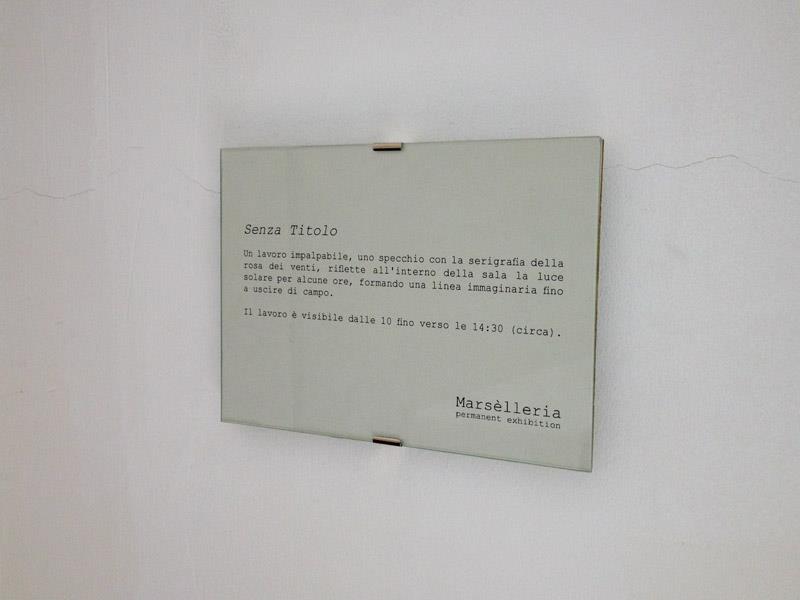 Senza Titolo
Un lavoro impalpabile, uno specchio con la serigrafia della
rosa dei venti, riflette all'interno della sala la luce
solare per alcune ore, formando una linea immaginaria fino
a uscire di campo.
Il lavoro è visibile dalle 10 fino verso le 14:30 (circa).
Marsèlleria
permanent exhibition